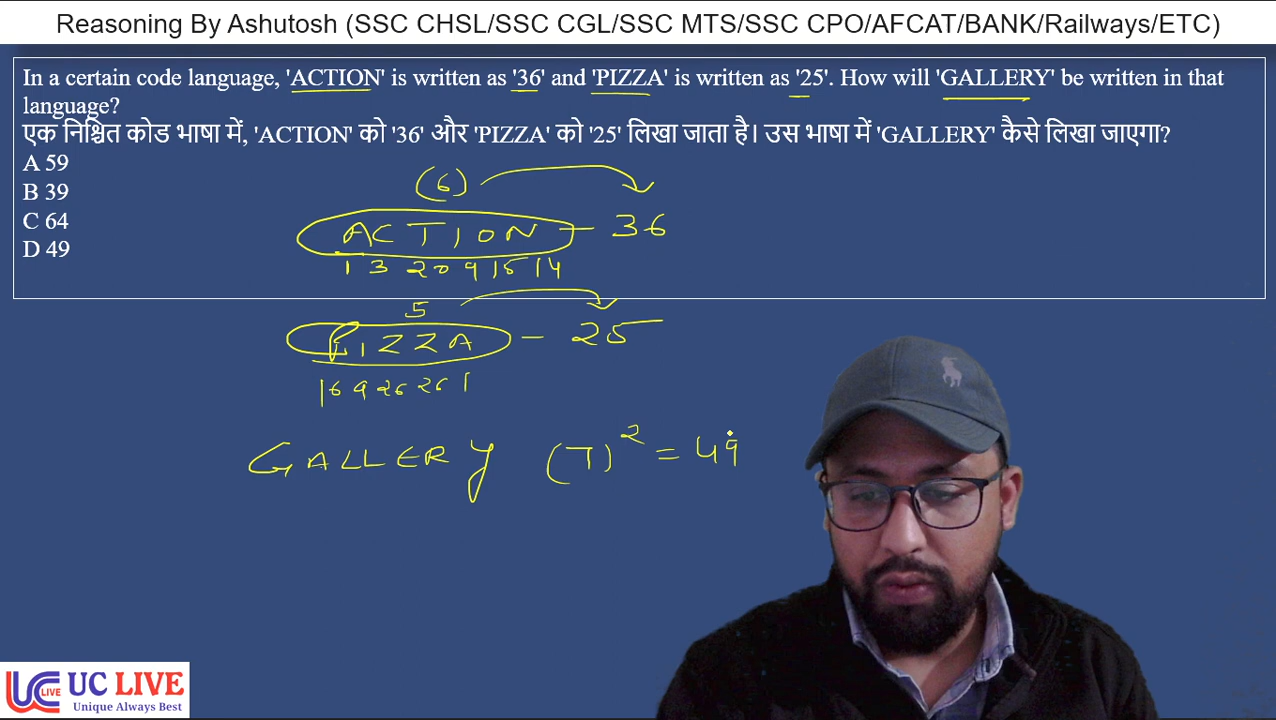 Reasoning By Ashutosh (SSC CHSL/SSC CGL/SSC MTS/SSC CPO/AFCAT/BANK/Railways/ETC)
In a certain code language, 'ACTION' is written as '36' and 'PIZZA' is written as '25'. How will 'GALLERY' be written in that
language?
एक निश्चित कोड भाषा में, 'ACTION' को '36' और 'PIZZA' को '25' लिखा जाता है। उस भाषा में 'GALLERY' कैसे लिखा जाएगा?
A 59
B 39
C 64
D 49
(6)
ACTION - 36
1 3 20 9 15 14
5
PIZZA - 25
16 9 26 26 1
GALLERY (7)² = 49
UC LIVE
LIVE
Unique Always Best